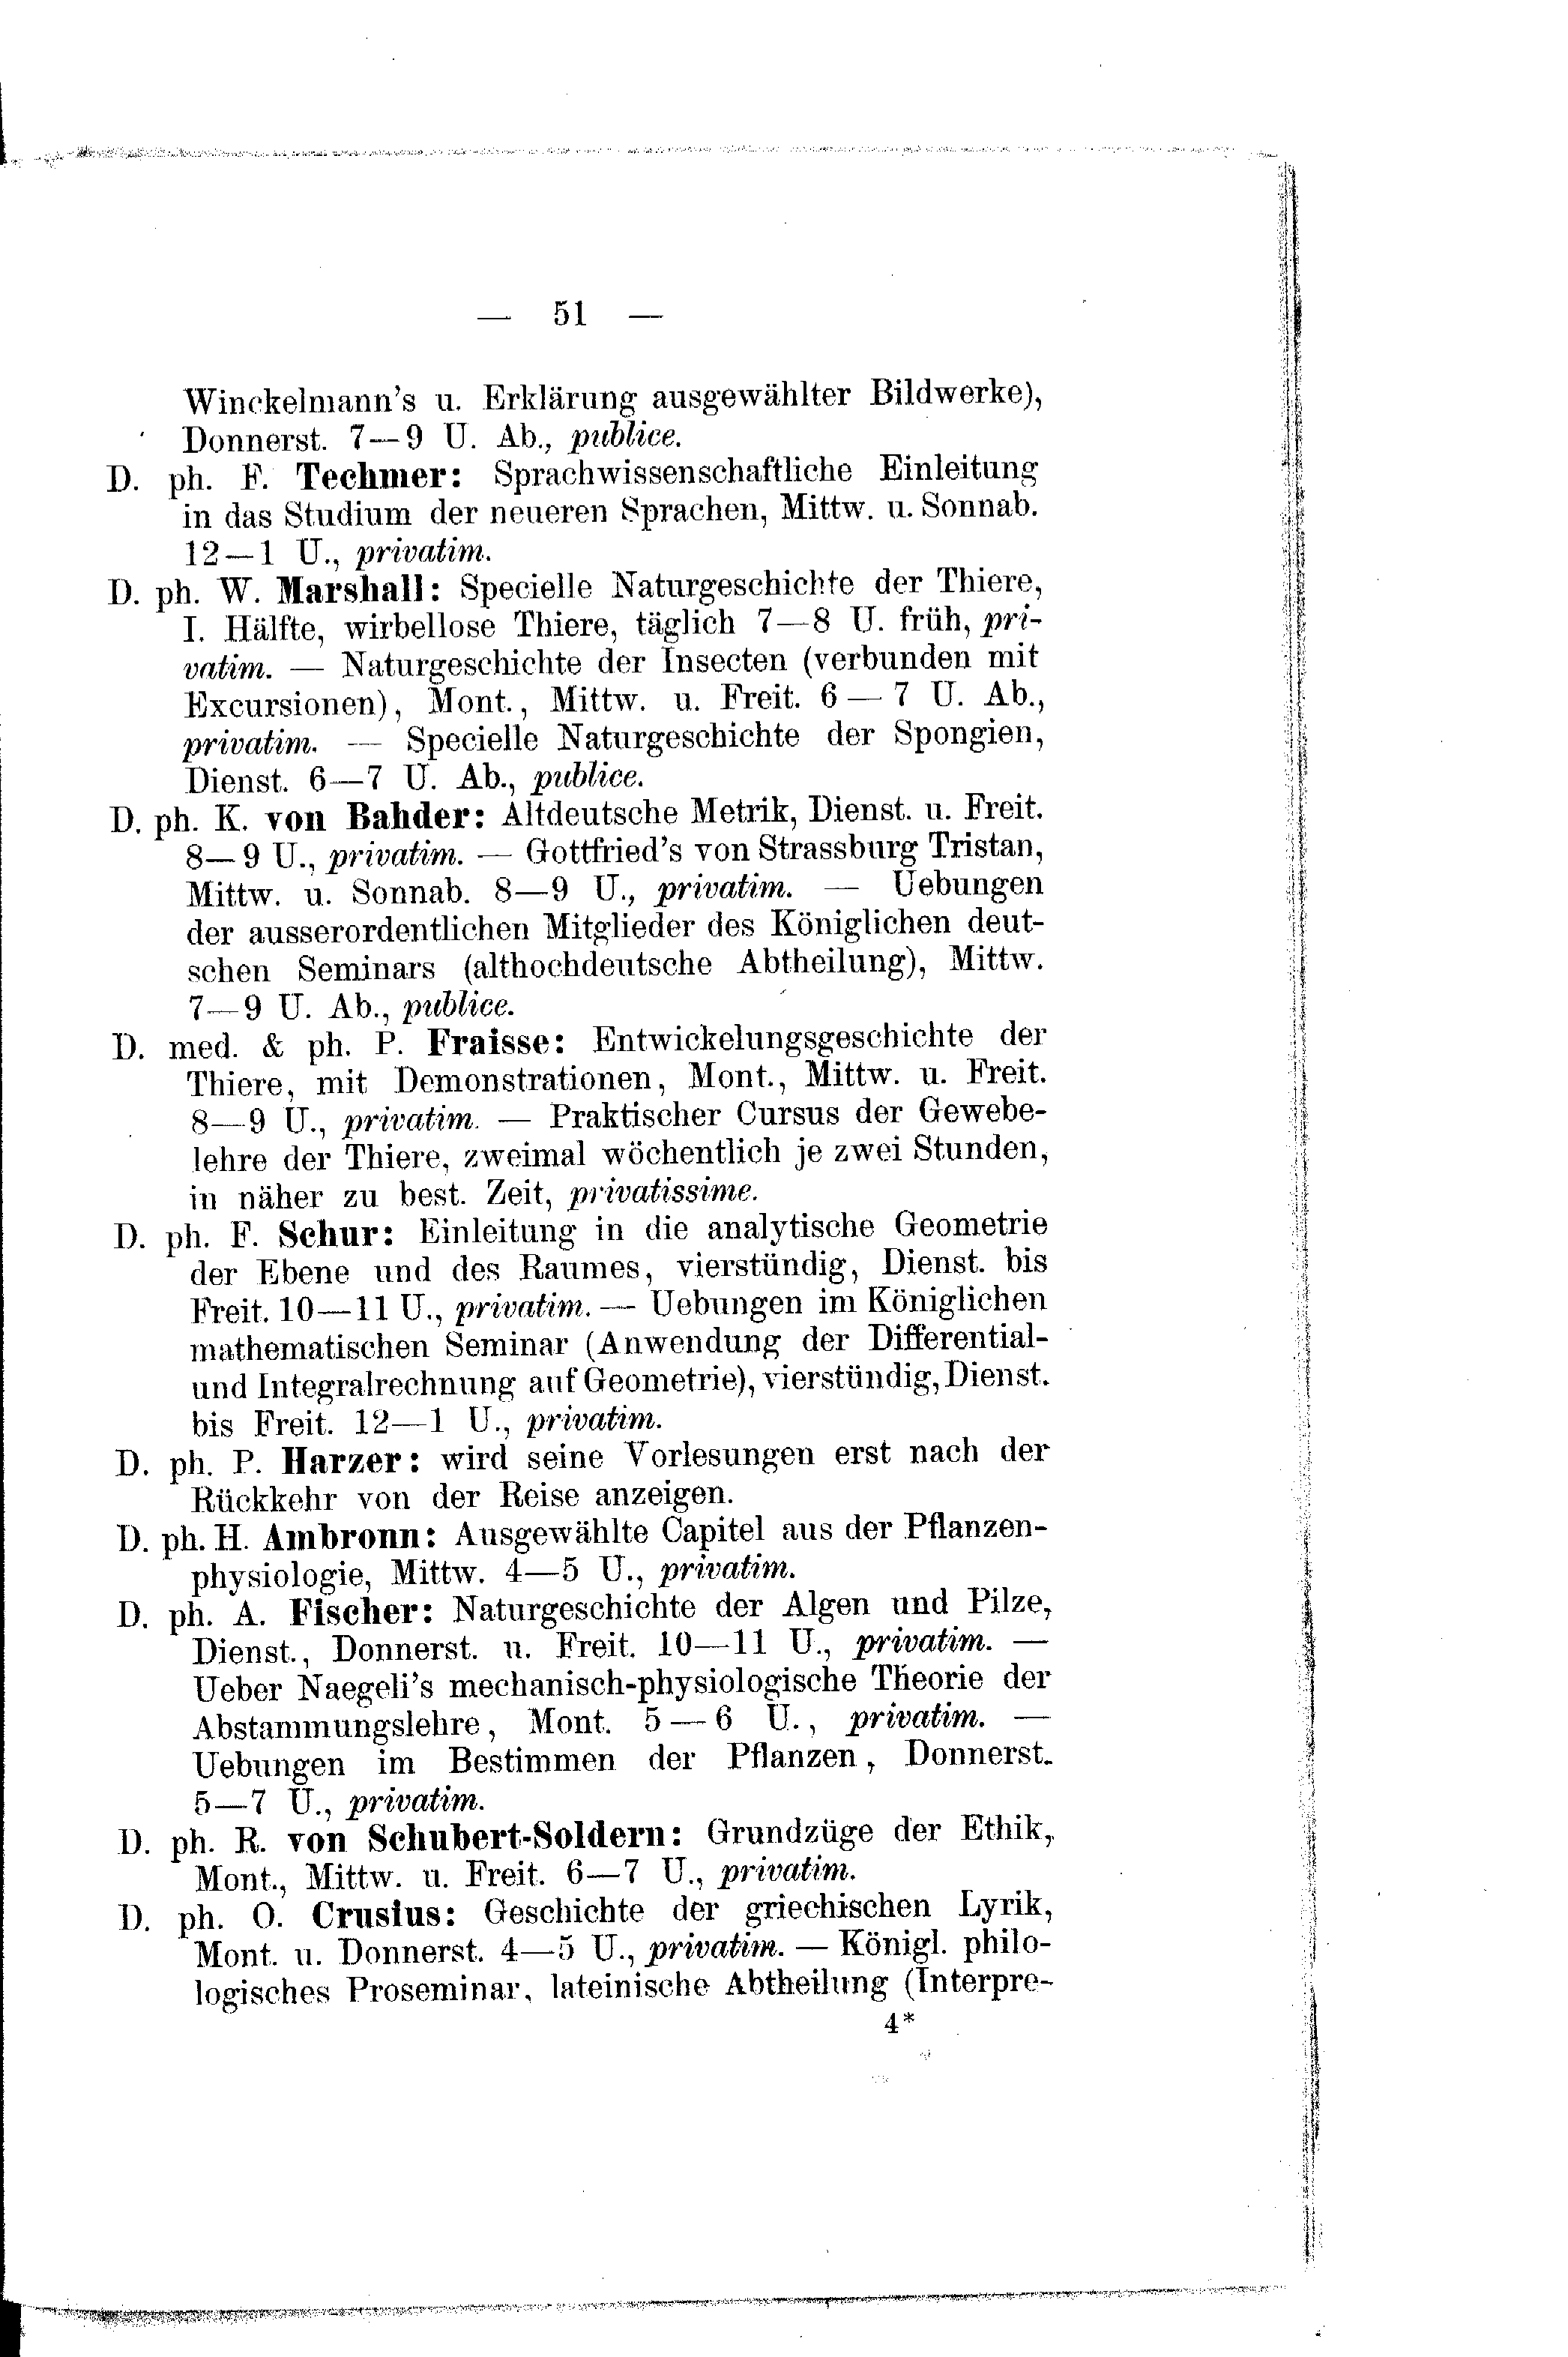 — 51 —
Winckelmann's u. Erklärung ausgewählter Bildwerke),
Donnerst. 7—9 U. Ab., publice.
D. ph. F. Techmer: Sprachwissenschaftliche Einleitung
in das Studium der neueren Sprachen, Mittw. u. Sonnab.
12—1 U., privatim.
D. ph. W. Marshall: Specielle Naturgeschichte der Thiere,
I. Hälfte, wirbellose Thiere, täglich 7—8 U. früh, pri-
vatim. — Naturgeschichte der Insecten (verbunden mit
Excursionen), Mont., Mittw. u. Freit. 6—7 U. Ab.,
privatim. — Specielle Naturgeschichte der Spongien,
Dienst. 6—7 U. Ab., publice.
D. ph. K. von Bahder: Altdeutsche Metrik, Dienst. u. Freit.
8—9 U., privatim. — Gottfried's von Strassburg Tristan,
Mittw. u. Sonnab. 8—9 U., privatim. — Uebungen
der ausserordentlichen Mitglieder des Königlichen deut-
schen Seminars (althochdeutsche Abtheilung), Mittw.
7—9 U. Ab., publice.
D. med. & ph. P. Fraisse: Entwickelungsgeschichte der
Thiere, mit Demonstrationen, Mont., Mittw. u. Freit.
8—9 U., privatim. — Praktischer Cursus der Gewebe-
lehre der Thiere, zweimal wöchentlich je zwei Stunden,
in näher zu best. Zeit, privatissime.
D. ph. F. Schur: Einleitung in die analytische Geometrie
der Ebene und des Raumes, vierstündig, Dienst. bis
Freit. 10—11 U., privatim. — Uebungen im Königlichen
mathematischen Seminar (Anwendung der Differential-
und Integralrechnung auf Geometrie), vierstündig, Dienst.
bis Freit. 12—1 U., privatim.
D. ph. P. Harzer: wird seine Vorlesungen erst nach der
Rückkehr von der Reise anzeigen.
D. ph. H. Ambronn: Ausgewählte Capitel aus der Pflanzen-
physiologie, Mittw. 4—5 U., privatim.
D. ph. A. Fischer: Naturgeschichte der Algen und Pilze,
Dienst., Donnerst. u. Freit. 10—11 U., privatim. —
Ueber Naegeli's mechanisch-physiologische Theorie der
Abstammungslehre, Mont. 5—6 U., privatim. —
Uebungen im Bestimmen der Pflanzen, Donnerst.
5—7 U., privatim.
D. ph. R. von Schubert-Soldern: Grundzüge der Ethik,
Mont., Mittw. u. Freit. 6—7 U., privatim.
D. ph. O. Crusius: Geschichte der griechischen Lyrik,
Mont. u. Donnerst. 4—5 U., privatim. — Königl. philo-
logisches Proseminar, lateinische Abtheilung (Interpre-
4*